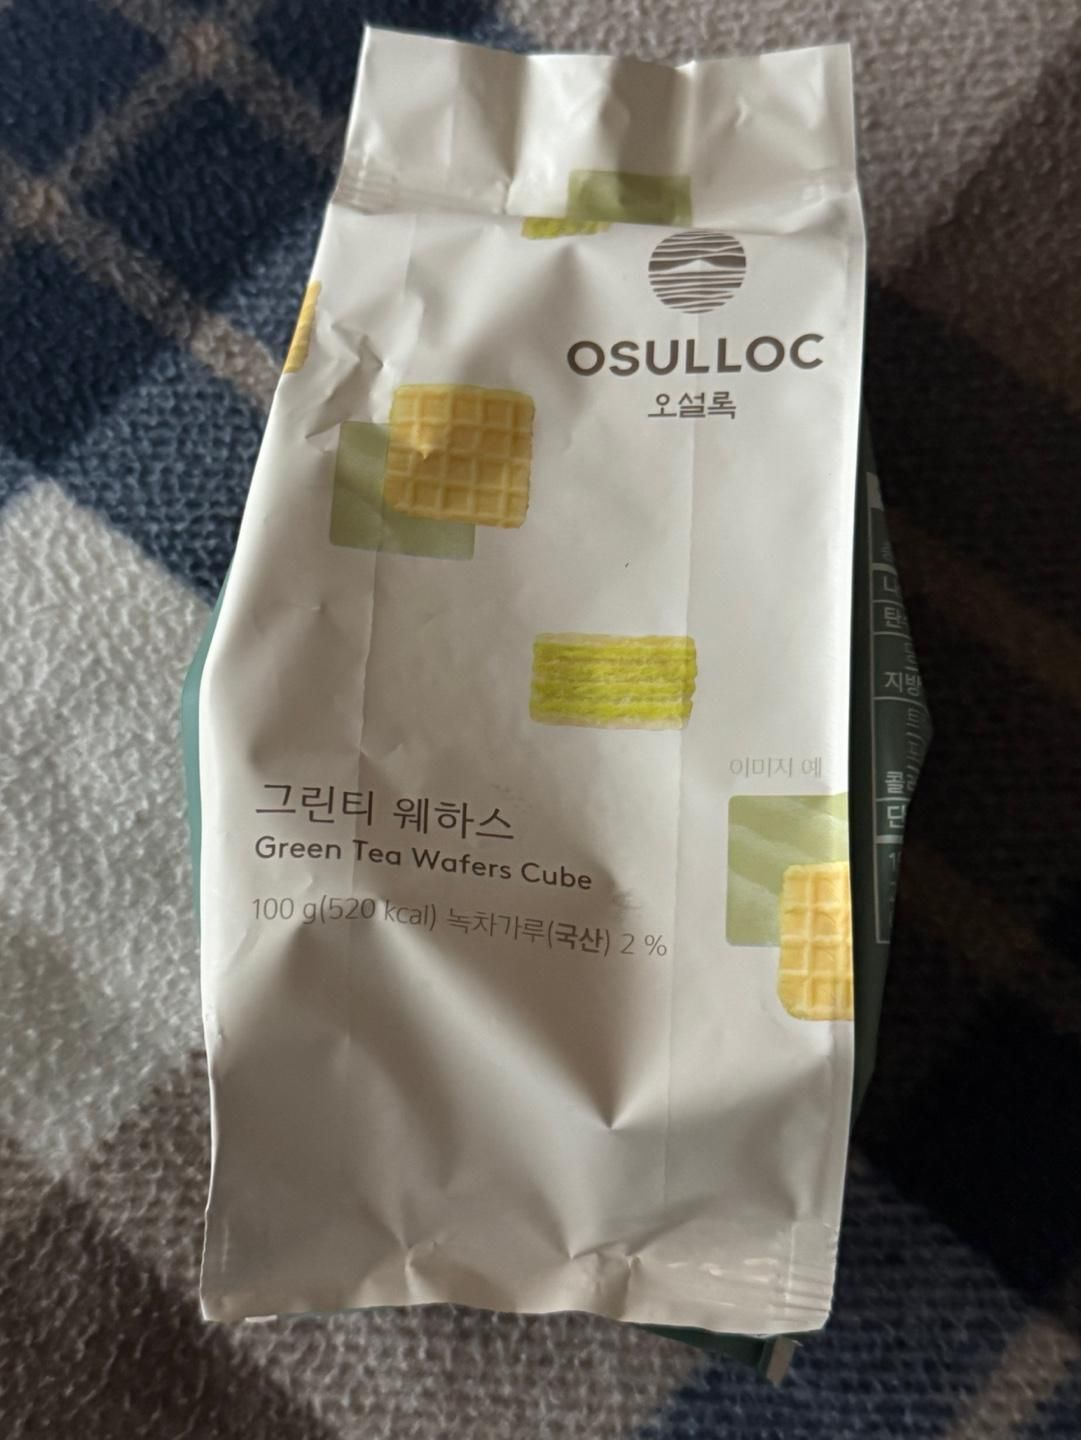 OSULLOC
오설록
이미지 예
그린티 웨하스
Green Tea Wafers Cube
100 g(520 kcal) 녹차가루(국산) 2 %
지방